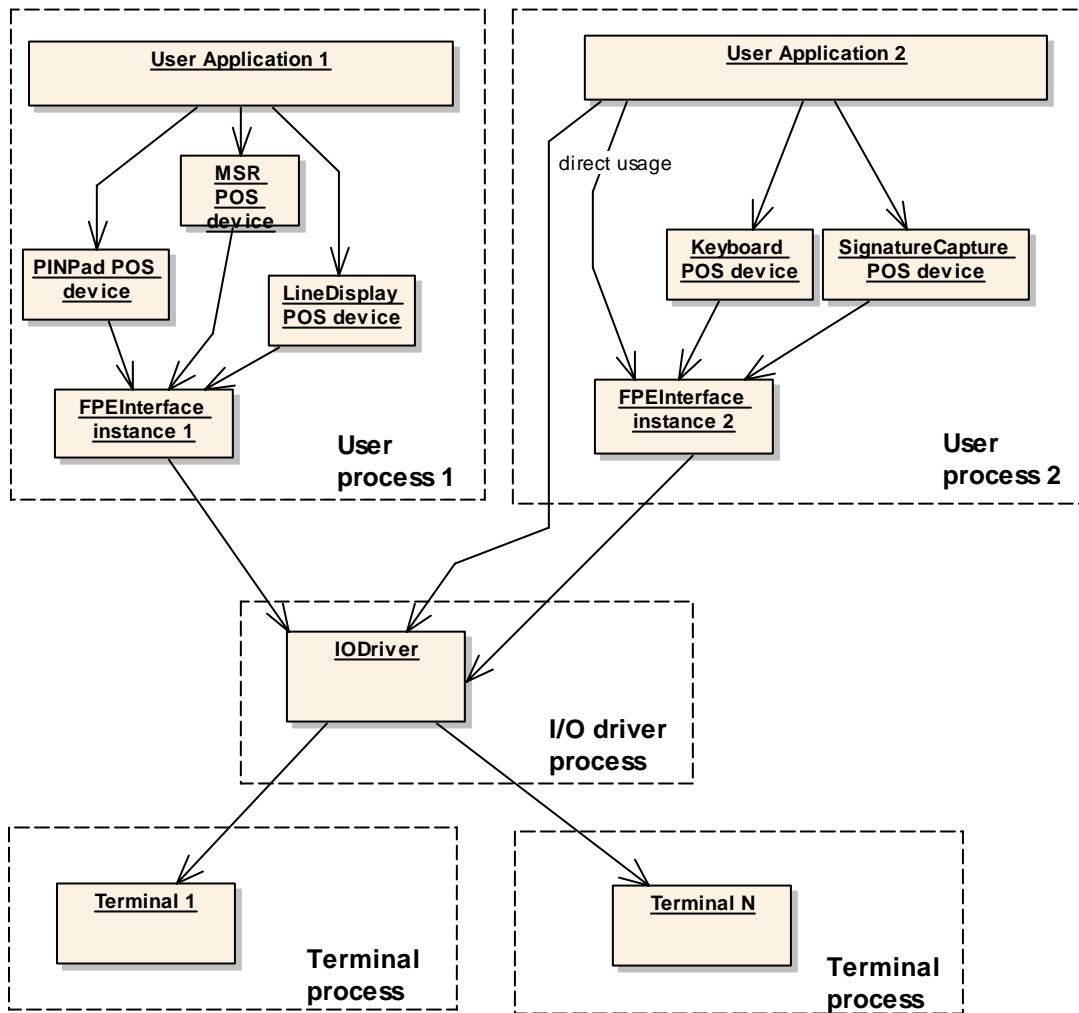 User Application 1
User Application 2
direct usage
MSR
POS
device
PINPad POS
device
LineDisplay
POS device
Keyboard
POS device
SignatureCapture
POS device
FPEInterface
instance 1
FPEInterface
instance 2
User
process 1
User
process 2
IODriver
I/O driver
process
Terminal 1
Terminal N
Terminal
process
Terminal
process